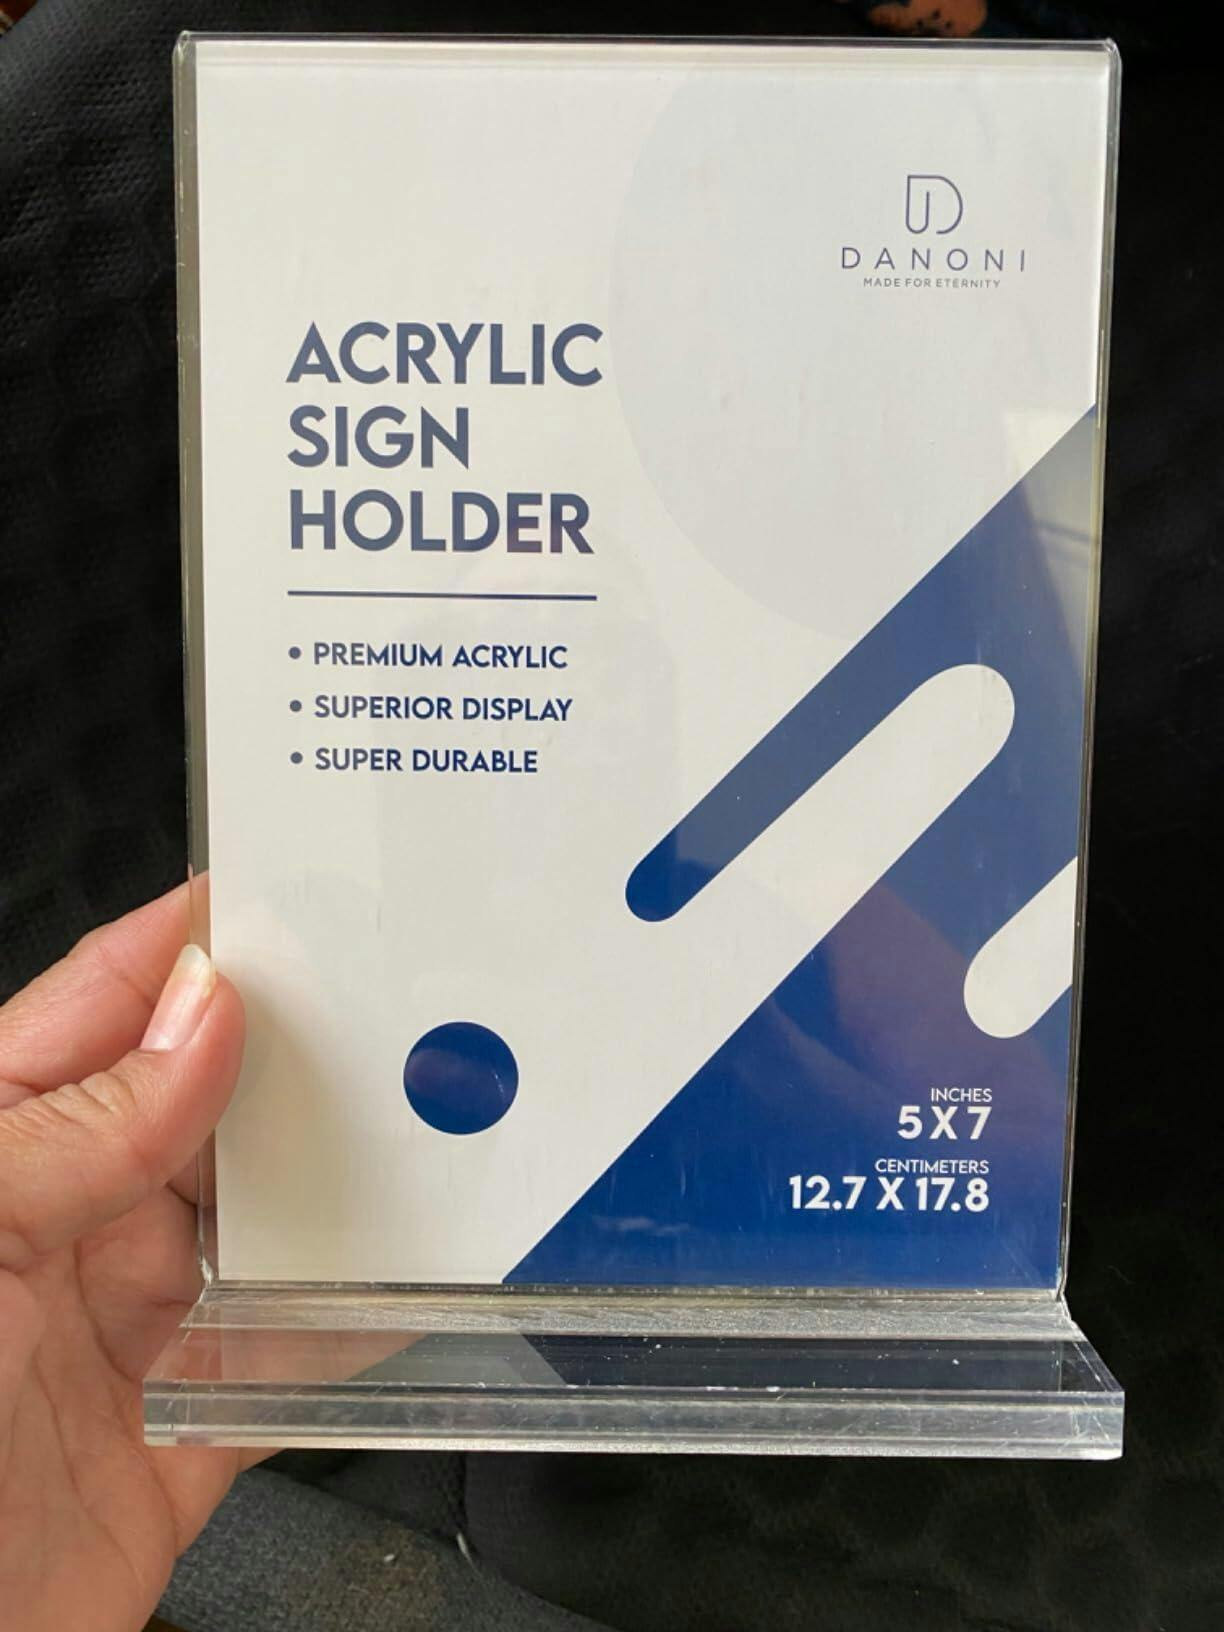 DANONI
MADE FOR ETERNITY
ACRYLIC
SIGN
HOLDER
• PREMIUM ACRYLIC
• SUPERIOR DISPLAY
• SUPER DURABLE
INCHES
5 X 7
CENTIMETERS
12.7 X 17.8